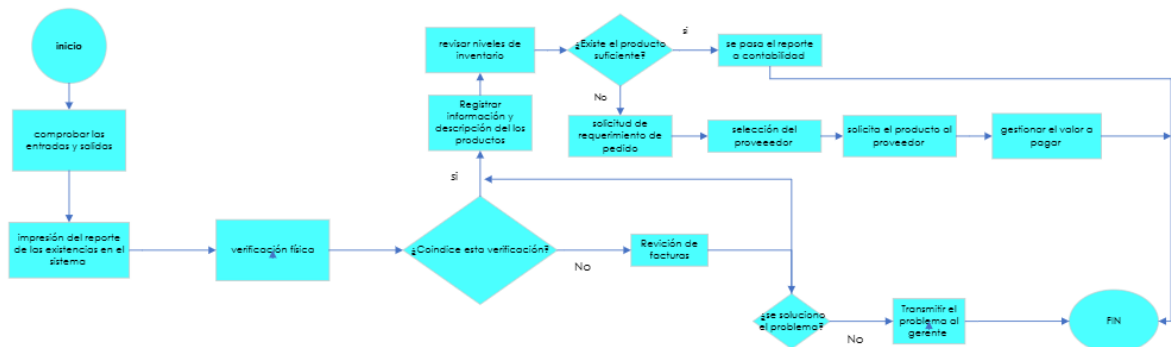 inicio
comprobar las
entradas y salidas
impresión del reporte
de las existencias en el
sistema
verificación física
¿Coindice esta verificación?
si
Registrar
información y
descripción del los
productos
revisar niveles de
inventario
¿Existe el producto
suficiente?
si
se pasa el reporte
a contabilidad
No
solicitud de
requerimiento de
pedido
selección del
proveeedor
solicita el producto al
proveedor
gestionar el valor a
pagar
No
Revición de
facturas
¿se soluciono
el problema?
No
Transmitir el
problema al
gerente
FIN